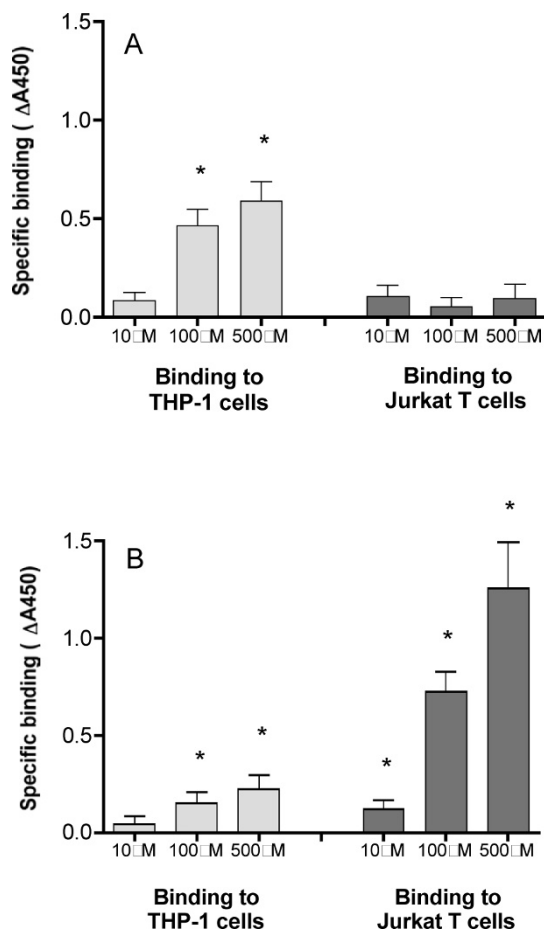 A
Specific binding ( ΔA450)
1.5
1.0
0.5
0.0
* *
10□M 100□M 500□M 10□M 100□M 500□M
Binding to THP-1 cells
Binding to Jurkat T cells
B
Specific binding ( ΔA450)
1.5
1.0
0.5
0.0
* * * * *
10□M 100□M 500□M 10□M 100□M 500□M
Binding to
THP-1 cells
Binding to
Jurkat T cells